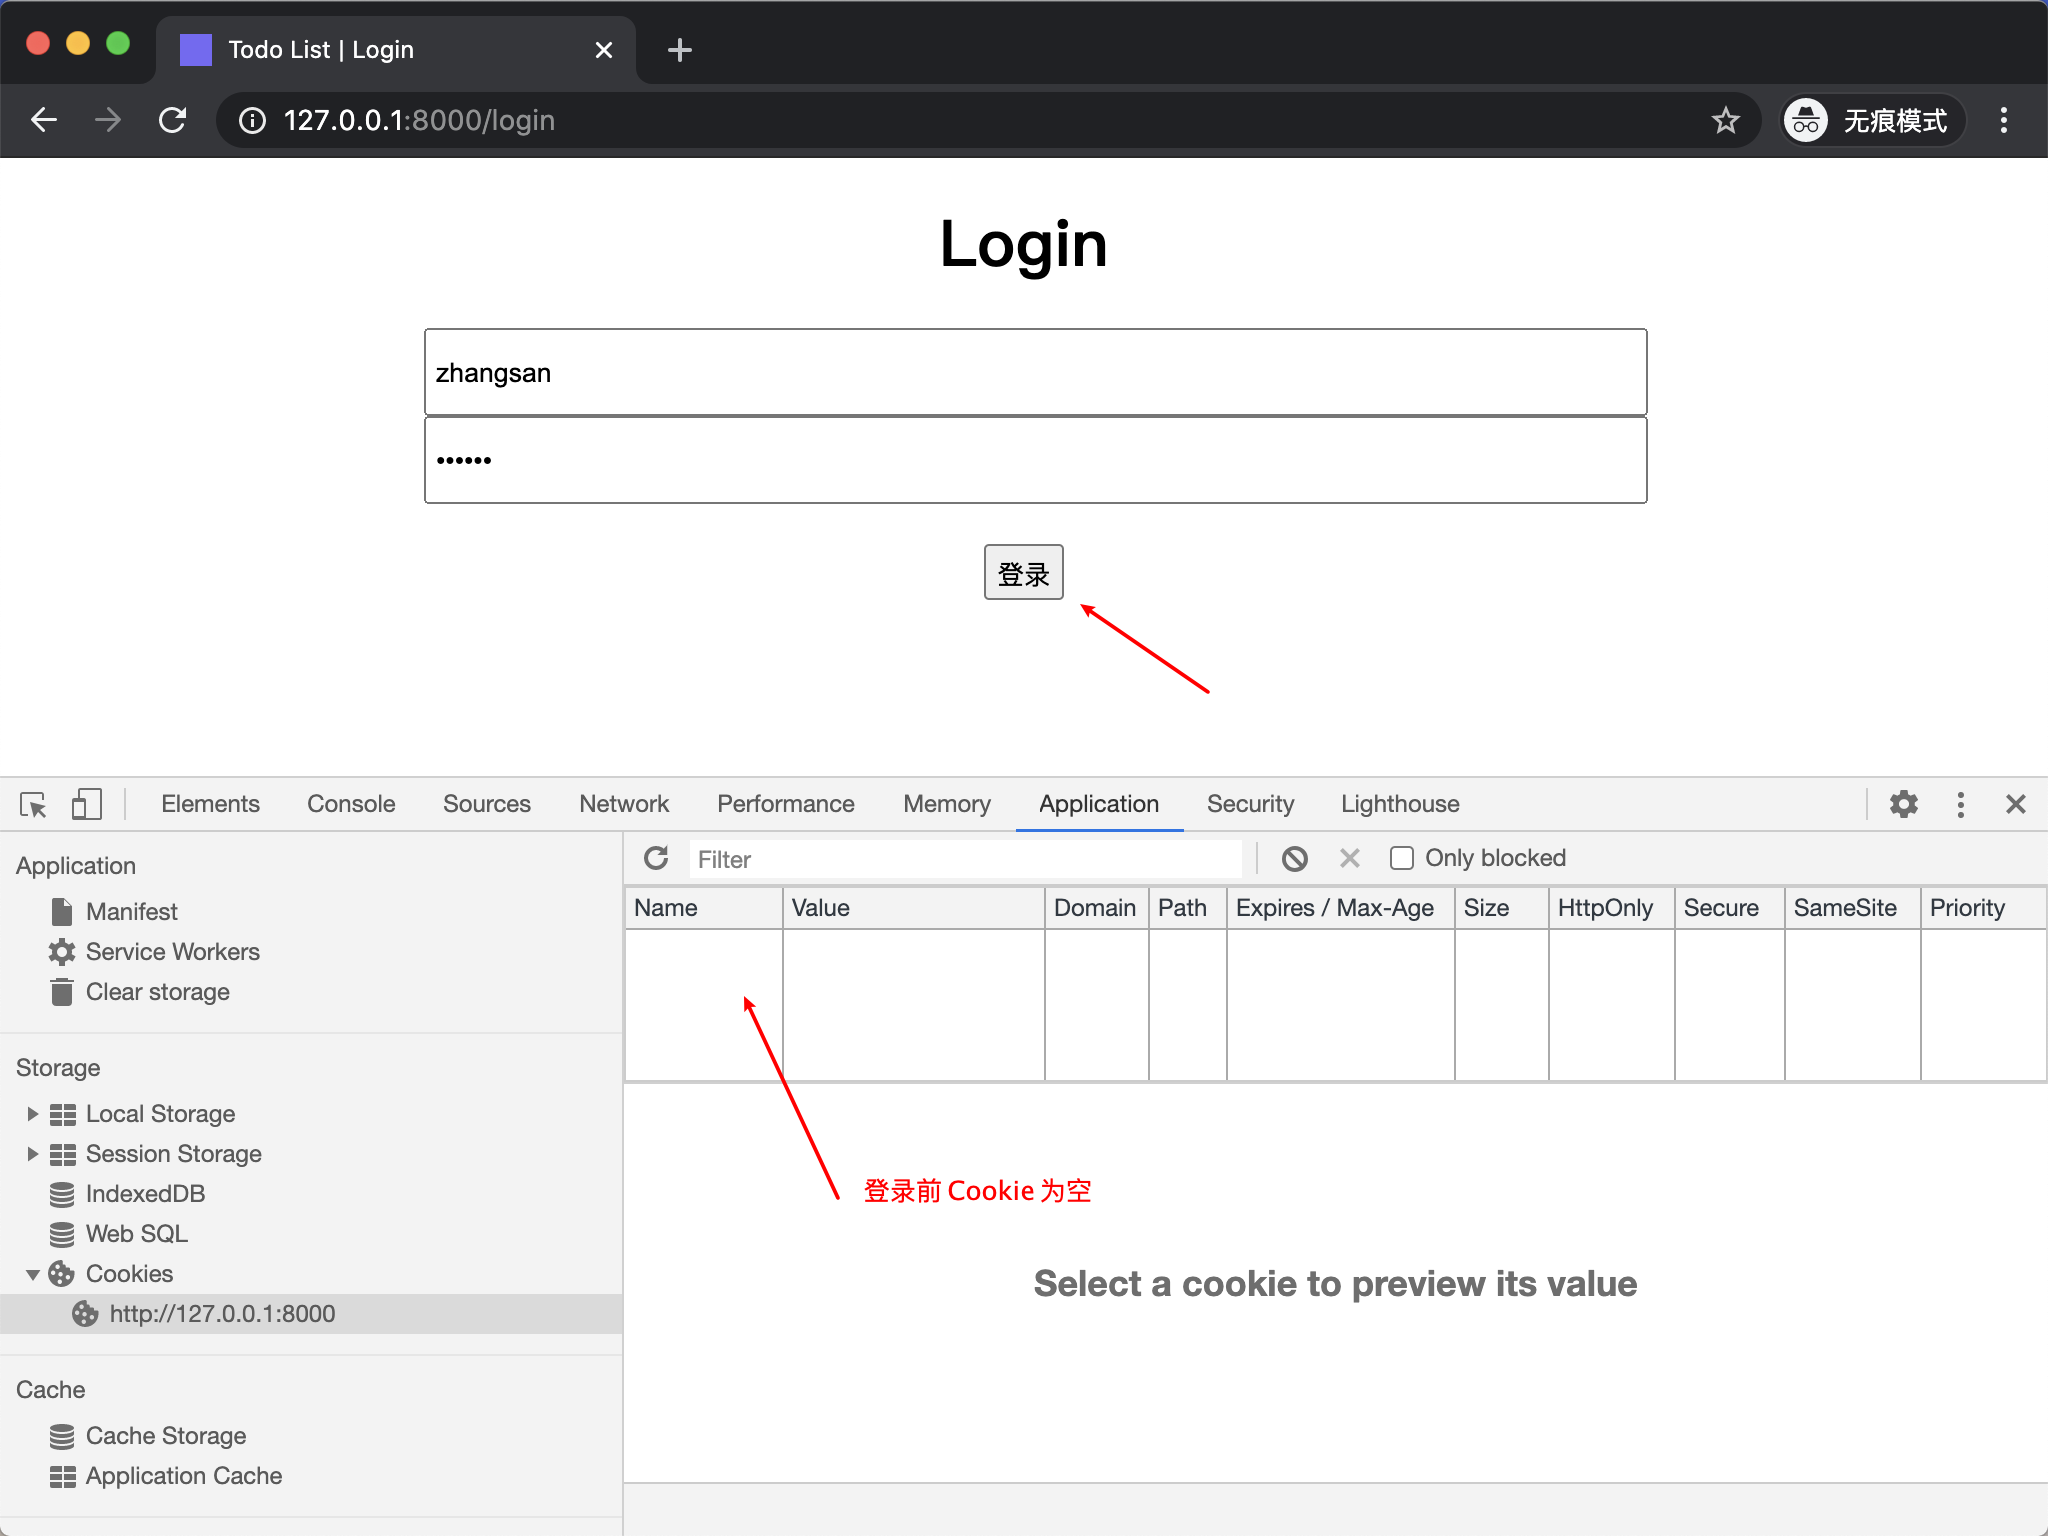 Todo List | Login
127.0.0.1:8000/login
无痕模式
Login
zhangsan
••••••
登录
Elements Console Sources Network Performance Memory Application Security Lighthouse
Application
Manifest
Service Workers
Clear storage
Storage
Local Storage
Session Storage
IndexedDB
Web SQL
Cookies
http://127.0.0.1:8000
Cache
Cache Storage
Application Cache
Filter
Only blocked
Name Value Domain Path Expires / Max-Age Size HttpOnly Secure SameSite Priority
登录前 Cookie 为空
Select a cookie to preview its value